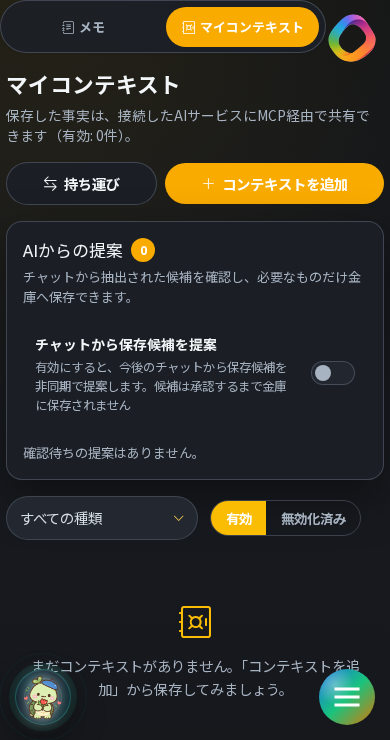 メモ
マイコンテキスト
マイコンテキスト
保存した事実は、接続したAIサービスにMCP経由で共有で
きます（有効: 0件）。
持ち運び
コンテキストを追加
AIからの提案 0
チャットから抽出された候補を確認し、必要なものだけ金
庫へ保存できます。
チャットから保存候補を提案
有効にすると、今後のチャットから保存候補を
非同期で提案します。候補は承認するまで金庫
に保存されません
確認待ちの提案はありません。
すべての種類
有効
無効化済み
まだコンテキストがありません。「コンテキストを追
加」から保存してみましょう。